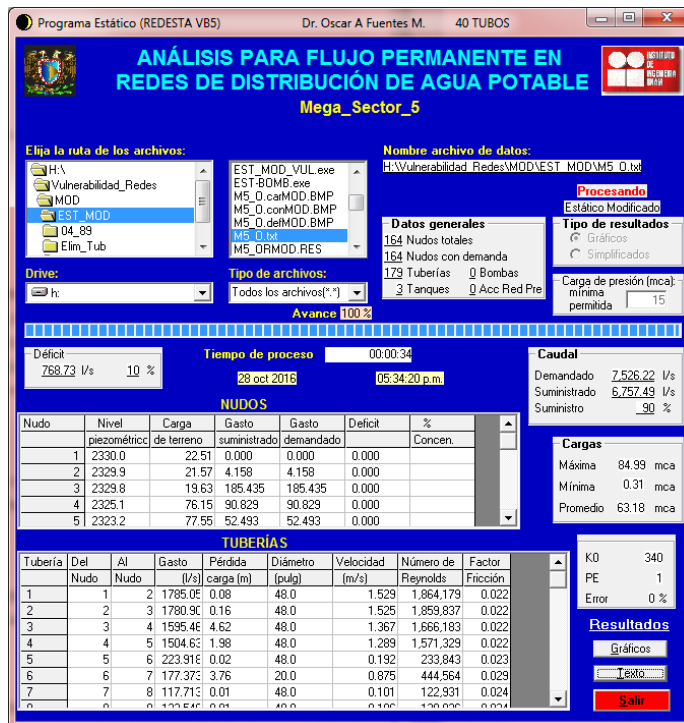 Programa Estático (REDESTA VB5) Dr. Oscar A Fuentes M. 40 TUBOS
ANÁLISIS PARA FLUJO PERMANENTE EN
REDES DE DISTRIBUCIÓN DE AGUA POTABLE
INSTITUTO
DE
INGENIERIA
UNAM
Mega_Sector_5
Elija la ruta de los archivos:
H:\
Vulnerabilidad_Redes
MOD
EST_MOD
04_89
Elim_Tub
EST_MOD_VUL.exe
EST-BOMB.exe
M5_O.carMOD.BMP
M5_O.conMOD.BMP
M5_O.defMOD.BMP
M5_O.txt
M5_ORMOD.RES
Nombre archivo de datos:
H:\Vulnerabilidad_Redes\MOD\EST_MOD\M5_O.txt
Procesando
Estático Modificado
Datos generales
164 Nudos totales
164 Nudos con demanda
179 Tuberías 0 Bombas
3 Tanques 0 Acc Red Pre
Tipo de resultados
Gráficos
Simplificados
Carga de presión (mca)
mínima
permitida 15
Drive:
h:
Tipo de archivos:
Todos los archivos(*.*)
Avance 100 %
Déficit
768.73 l/s 10 %
Tiempo de proceso 00:00:34
28 oct 2016 05:34:20 p.m.
Caudal
Demandado 7,526.22 l/s
Suministrado 6,757.49 l/s
Suministro 90 %
NUDOS
Nudo Nivel Carga Gasto Gasto Deficit %
piezométrico de terreno suministrado demandado Concen.
1 2330.0 22.51 0.000 0.000 0.000
2 2329.9 21.57 4.158 4.158 0.000
3 2329.8 19.63 185.435 185.435 0.000
4 2325.1 76.15 90.829 90.829 0.000
5 2323.2 77.55 52.493 52.493 0.000
Cargas
Máxima 84.99 mca
Mínima 0.31 mca
Promedio 63.18 mca
TUBERÍAS
Tubería Del Al Gasto Pérdida Diámetro Velocidad Número de Factor
Nudo Nudo (l/s) carga (m) (pulg) (m/s) Reynolds Fricción
1 1 2 1785.05 0.08 48.0 1.529 1,864,179 0.022
2 2 3 1780.90 0.16 48.0 1.525 1,859,837 0.022
3 3 4 1595.46 4.62 48.0 1.367 1,666,183 0.022
4 4 5 1504.63 1.98 48.0 1.289 1,571,329 0.022
5 5 6 223.918 0.02 48.0 0.192 233,843 0.023
6 6 7 177.373 3.76 20.0 0.875 444,564 0.029
7 7 8 117.713 0.01 48.0 0.101 122,931 0.024
K0 340
PE 1
Error 0 %
Resultados
Gráficos
Texto
Salir